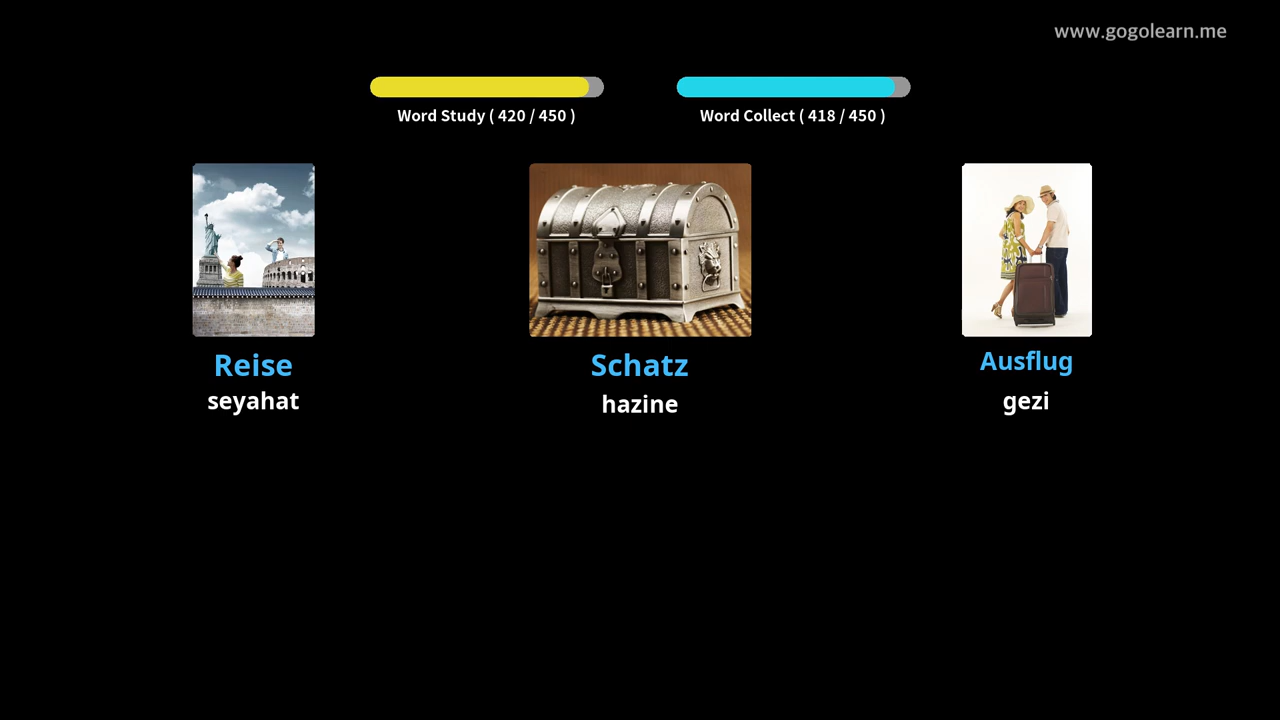 www.gogolearn.me
Word Study ( 420 / 450 )
Word Collect ( 418 / 450 )
Reise
seyahat
Schatz
hazine
Ausflug
gezi